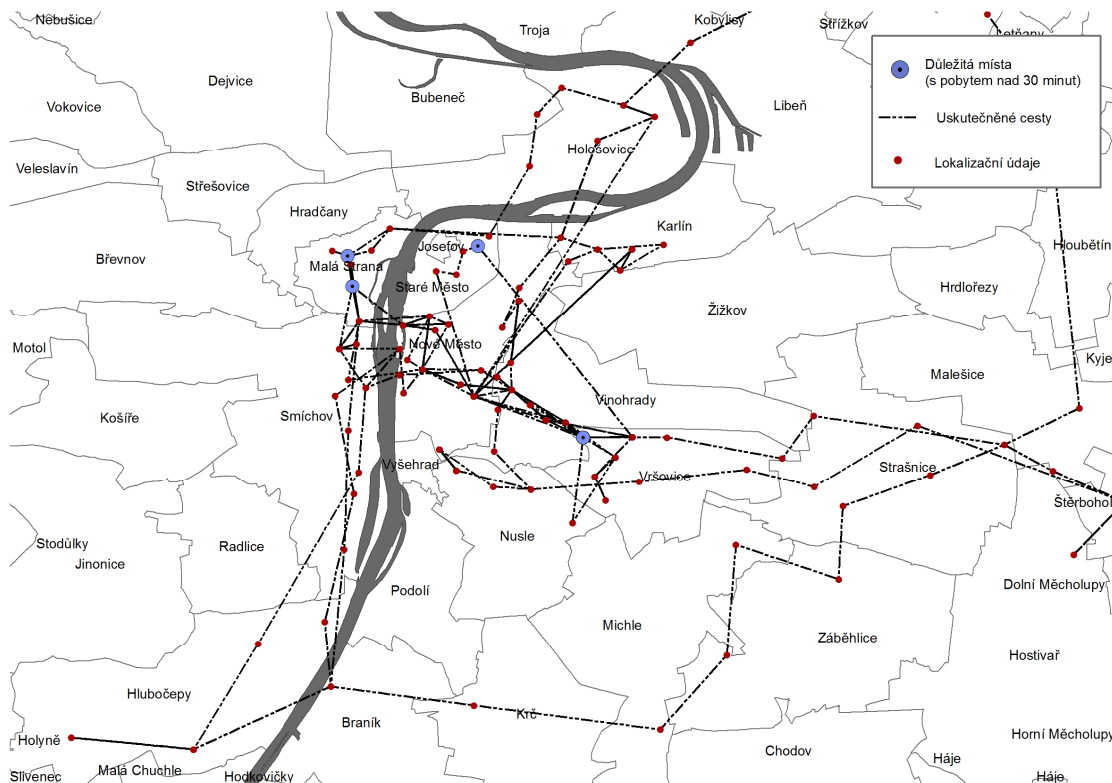 Nebušice
Kobylisy
Střížkov
Troja
Letňany
Dejvice
Bubeneč
Vokovice
Libeň
Důležitá místa
(s pobytem nad 30 minut)
Uskutečněné cesty
Lokalizační údaje
Hološovice
Veleslavín
Střešovice
Hradčany
Karlín
Josefov
Hloubětín
Břevnov
Malá Strana
Staré Město
Hrdlořezy
Žižkov
Motol
Nové Město
Kyje
Malešice
Vinohrady
Košíře
Smíchov
Vyšehrad
Vršovice
Strašnice
Štěrbohol
Nusle
Stodůlky
Radlice
Jinonice
Podolí
Dolní Měcholupy
Michle
Záběhlice
Hostivař
Hlubočepy
Krč
Braník
Holyně
Horní Měcholupy
Chodov
Háje
Malá Chuchle
Slivenec
Hodkovičky
Háje